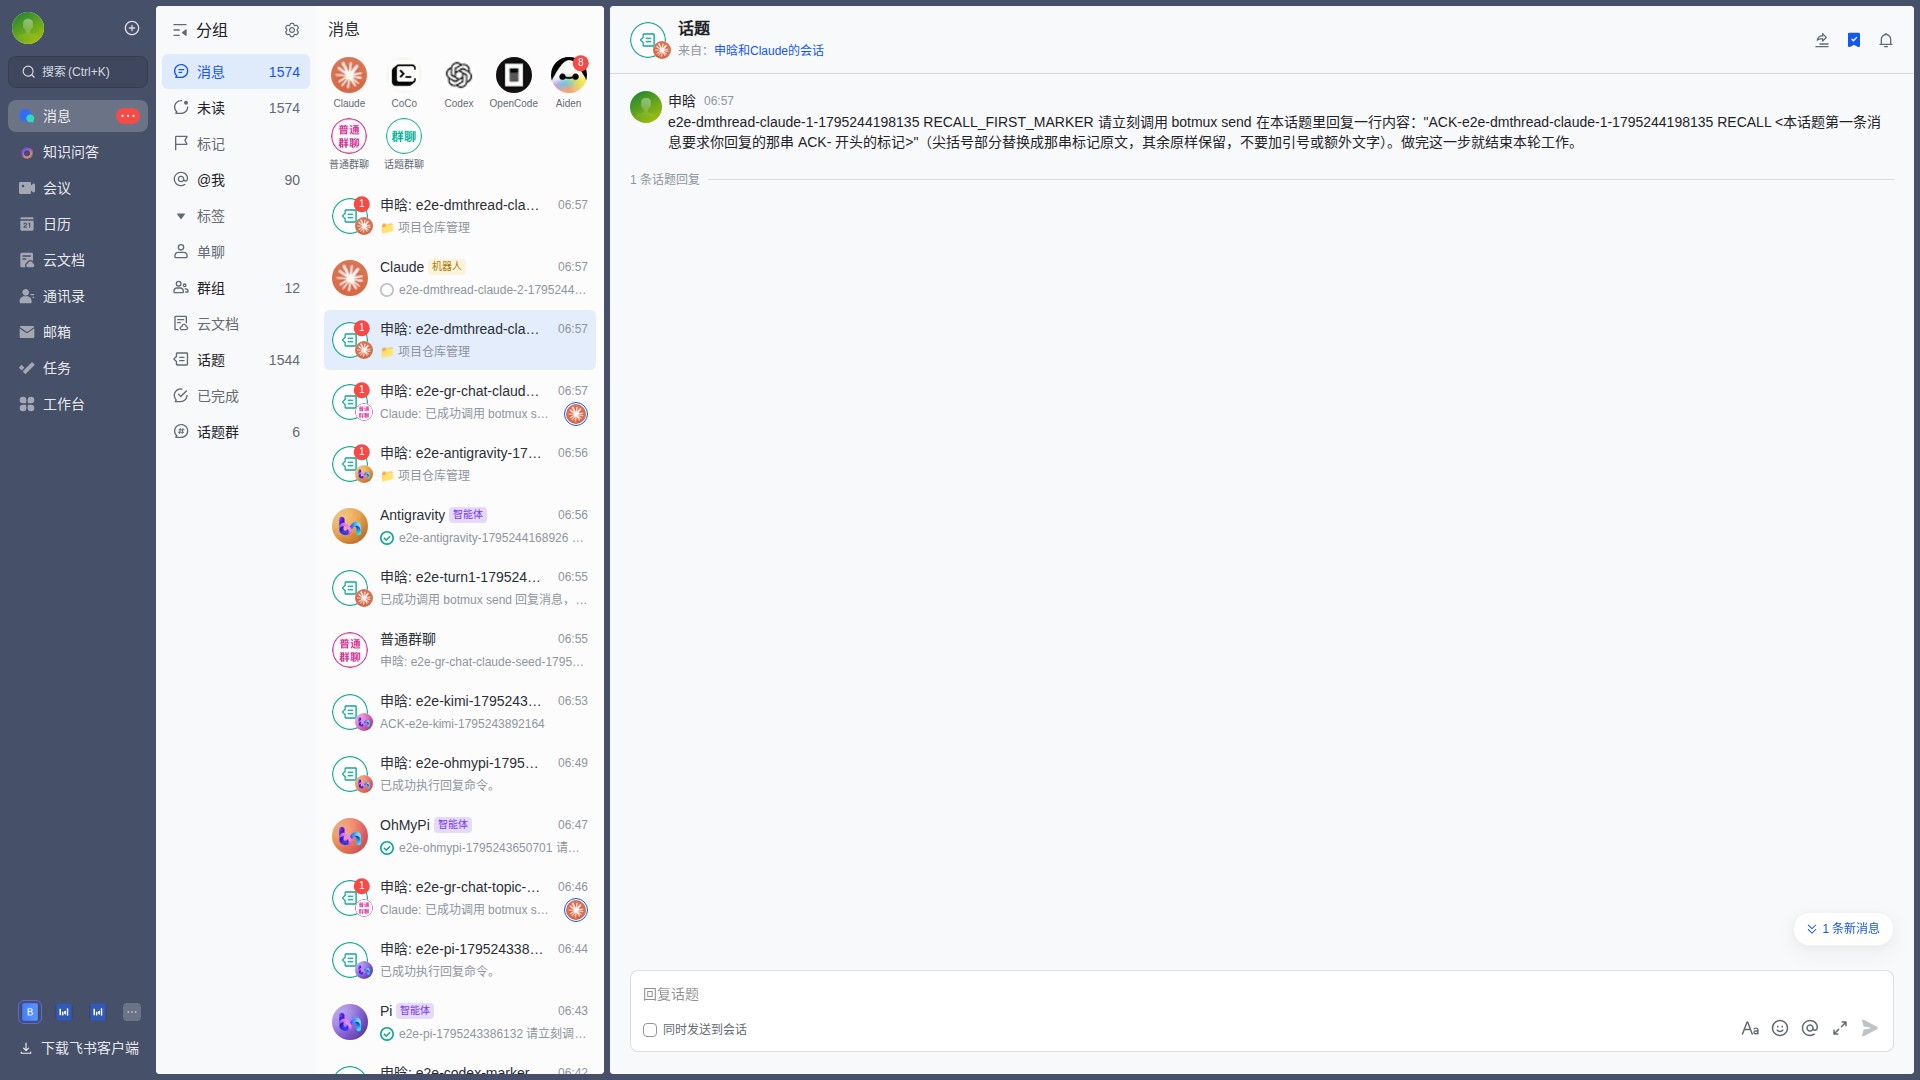 搜索 (Ctrl+K)
消息
知识问答
会议
日历
云文档
通讯录
邮箱
任务
工作台
下载飞书客户端
分组
消息 1574
未读 1574
标记
@我 90
标签
单聊
群组 12
云文档
话题 1544
已完成
话题群 6
消息
8
Claude CoCo Codex OpenCode Aiden
普通群聊
群聊
普通群聊 话题群聊
1
申晗: e2e-dmthread-cla… 06:57
项目仓库管理
Claude 机器人 06:57
e2e-dmthread-claude-2-1795244…
1
申晗: e2e-dmthread-cla… 06:57
项目仓库管理
1
申晗: e2e-gr-chat-claud… 06:57
Claude: 已成功调用 botmux s…
1
申晗: e2e-antigravity-17… 06:56
项目仓库管理
Antigravity 智能体 06:56
e2e-antigravity-1795244168926 …
申晗: e2e-turn1-179524… 06:55
已成功调用 botmux send 回复消息，…
普通群聊 06:55
申晗: e2e-gr-chat-claude-seed-1795…
申晗: e2e-kimi-1795243… 06:53
ACK-e2e-kimi-1795243892164
申晗: e2e-ohmypi-1795… 06:49
已成功执行回复命令。
OhMyPi 智能体 06:47
e2e-ohmypi-1795243650701 请…
1
申晗: e2e-gr-chat-topic-… 06:46
Claude: 已成功调用 botmux s…
申晗: e2e-pi-179524338… 06:44
已成功执行回复命令。
Pi 智能体 06:43
e2e-pi-1795243386132 请立刻调…
申晗: e2e-codex-marker… 06:42
话题
来自：申晗和Claude的会话
申晗 06:57
e2e-dmthread-claude-1-1795244198135 RECALL_FIRST_MARKER 请立刻调用 botmux send 在本话题里回复一行内容："ACK-e2e-dmthread-claude-1-1795244198135 RECALL <本话题第一条消
息要求你回复的那串 ACK- 开头的标记>"（尖括号部分替换成那串标记原文，其余原样保留，不要加引号或额外文字）。做完这一步就结束本轮工作。
1 条话题回复
1 条新消息
回复话题
同时发送到会话